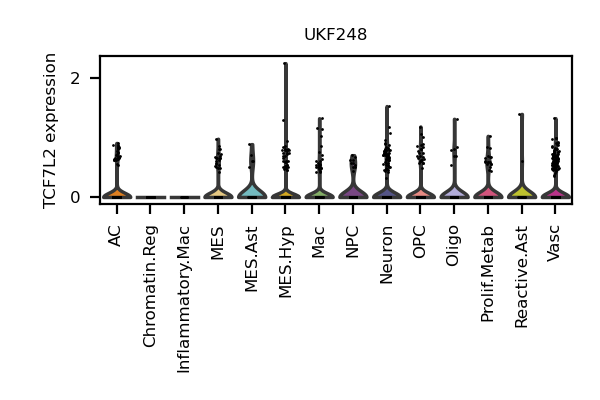 UKF248
TCF7L2 expression
2
0
AC
Chromatin.Reg
Inflammatory.Mac
MES
MES.Ast
MES.Hyp
Mac
NPC
Neuron
OPC
Oligo
Prolif.Metab
Reactive.Ast
Vasc